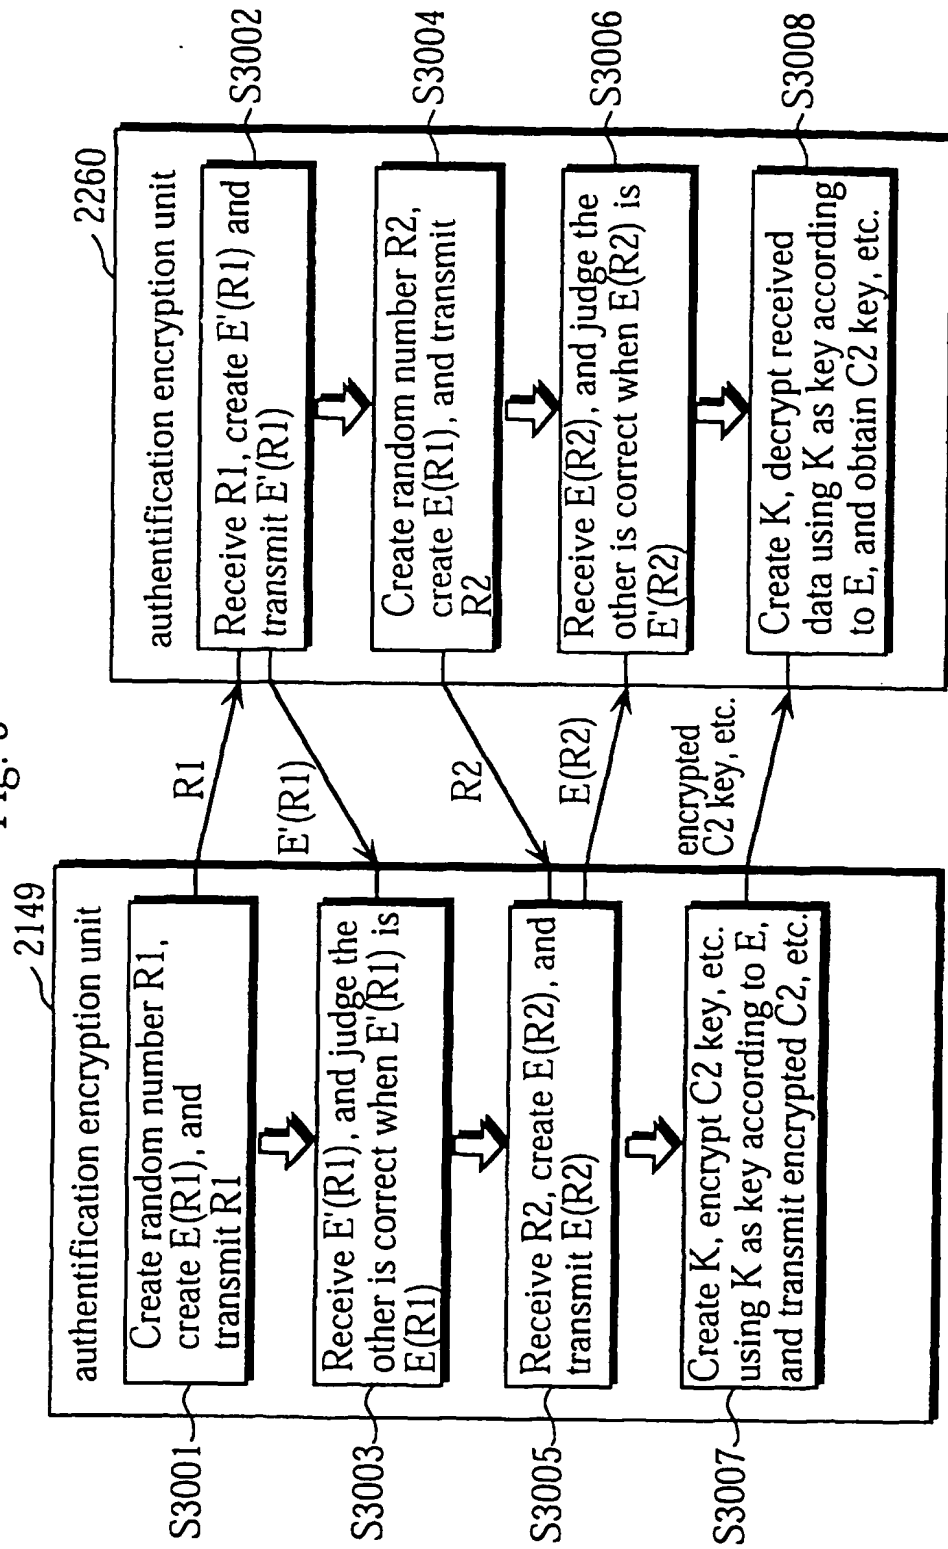 Fig.
2149
authentification encryption unit
S3001
Create random number R1,
create E(R1), and
transmit R1
S3003
Receive E'(R1), and judge the
other is correct when E'(R1) is
E(R1)
S3005
Receive R2, create E(R2), and
transmit E(R2)
S3007
Create K, encrypt C2 key, etc.
using K as key according to E,
and transmit encrypted C2, etc.
R1
E'(R1)
R2
E(R2)
encrypted
C2 key, etc.
2260
authentification encryption unit
Receive R1, create E'(R1) and
transmit E'(R1)
S3002
Create random number R2,
create E(R1), and transmit
R2
S3004
Receive E(R2), and judge the
other is correct when E(R2) is
E'(R2)
S3006
Create K, decrypt received
data using K as key according
to E, and obtain C2 key, etc.
S3008